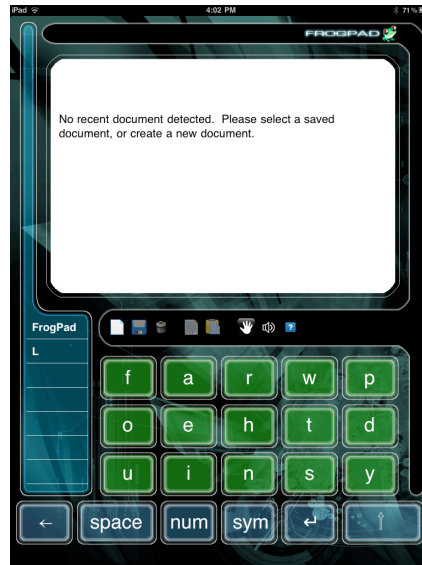 iPad 4:02 PM 71%
FROGPAD
No recent document detected.  Please select a saved
document, or create a new document.
FrogPad
L
?
f a r w p
o e h t d
u i n s y
← space num sym ↵ ↑